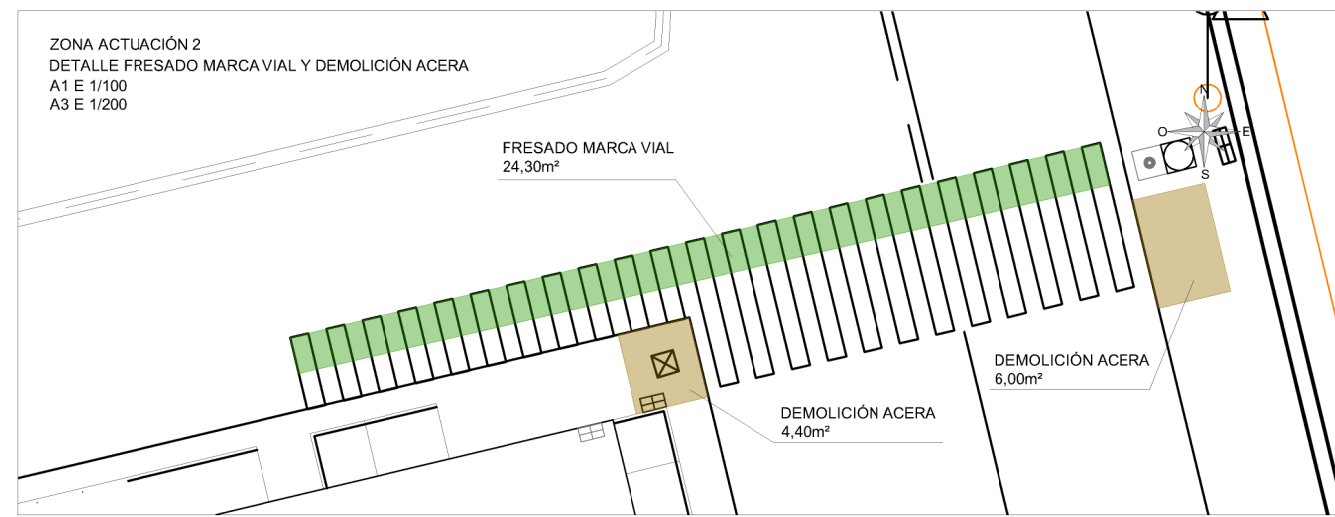 ZONA ACTUACIÓN 2
DETALLE FRESADO MARCA VIAL Y DEMOLICIÓN ACERA
A1 E 1/100
A3 E 1/200
FRESADO MARCA VIAL
24,30m²
N
O
E
S
DEMOLICIÓN ACERA
6,00m²
DEMOLICIÓN ACERA
4,40m²